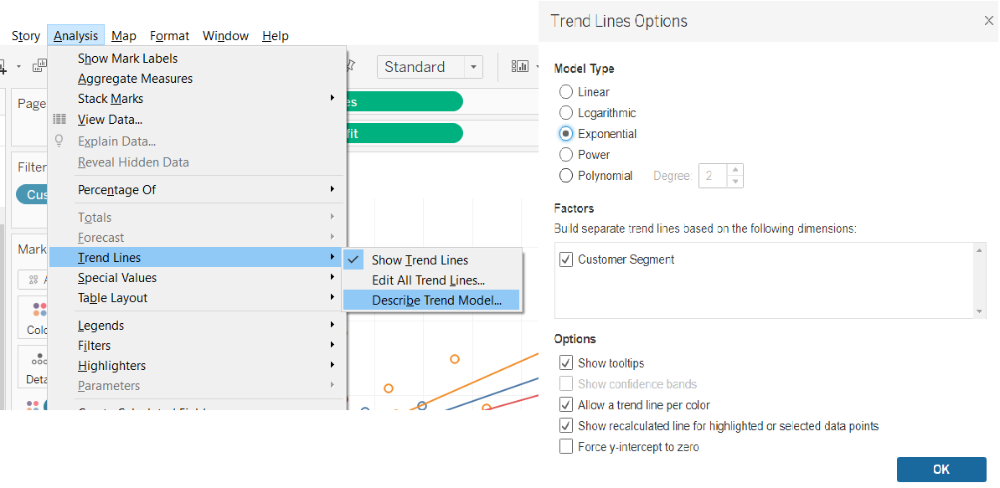 Story Analysis Map Format Window Help
Standard
Page
Filter
Cus
Mark
Colo
Deta
es
fit
Show Mark Labels
Aggregate Measures
Stack Marks
View Data...
Explain Data...
Reveal Hidden Data
Percentage Of
Totals
Forecast
Trend Lines
Special Values
Table Layout
Legends
Filters
Highlighters
Parameters
Show Trend Lines
Edit All Trend Lines...
Describe Trend Model...
Trend Lines Options
Model Type
Linear
Logarithmic
Exponential
Power
Polynomial Degree: 2
Factors
Build separate trend lines based on the following dimensions:
Customer Segment
Options
Show tooltips
Show confidence bands
Allow a trend line per color
Show recalculated line for highlighted or selected data points
Force y-intercept to zero
OK